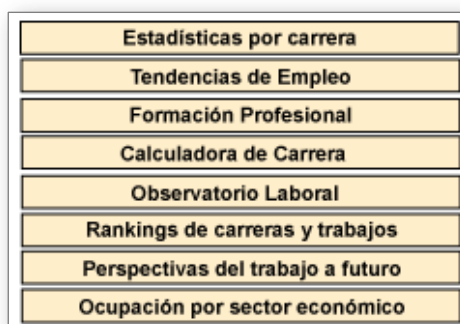 Estadísticas por carrera
Tendencias de Empleo
Formación Profesional
Calculadora de Carrera
Observatorio Laboral
Rankings de carreras y trabajos
Perspectivas del trabajo a futuro
Ocupación por sector económico